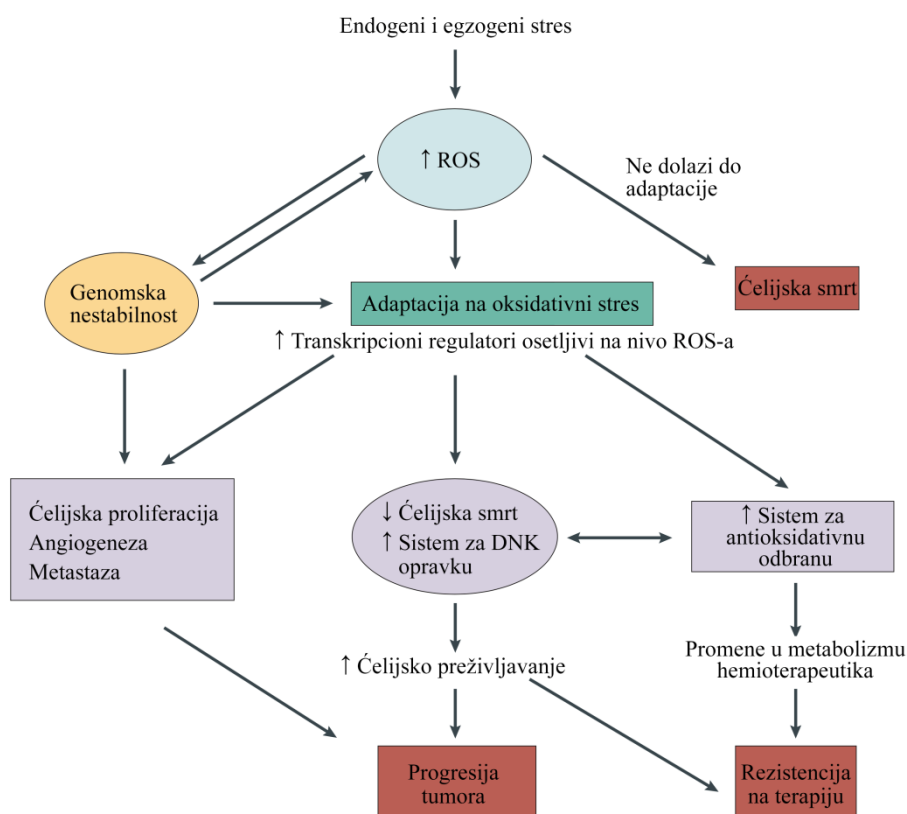 Endogeni i egzogeni stres
↑ ROS
Ne dolazi do
adaptacije
Genomska
nestabilnost
Adaptacija na oksidativni stres
Ćelijska smrt
↑ Transkripcioni regulatori osetljivi na nivo ROS-a
Ćelijska proliferacija
Angiogeneza
Metastaza
↓ Ćelijska smrt
↑ Sistem za DNK
opravku
↑ Sistem za
antioksidativnu
odbranu
↑ Ćelijsko preživljavanje
Promene u metabolizmu
hemioterapeutika
Progresija
tumora
Rezistencija
na terapiju